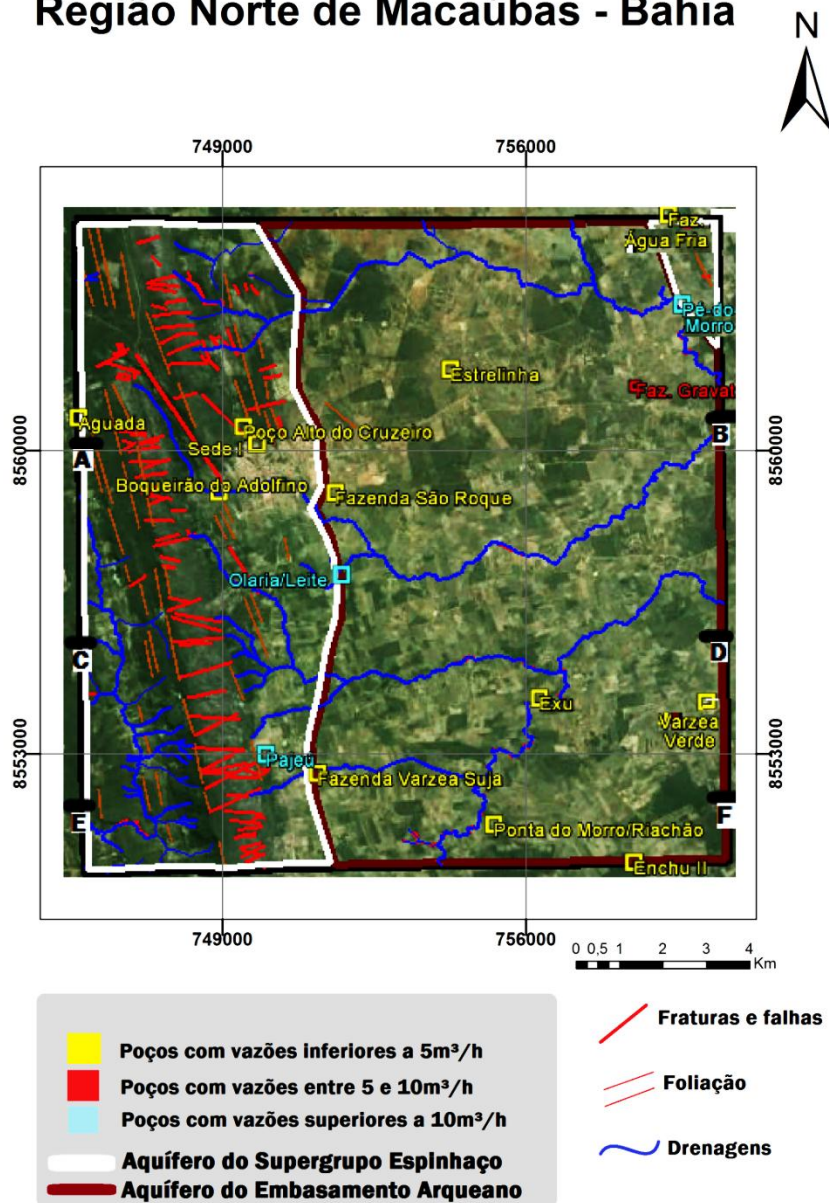 Região Norte de Macaúbas - Bahia
N
749000
756000
Faz.
Água Fria
Pé-do
Morro
Estrelinha
Faz. Gravat
Aguada
Poço Alto do Cruzeiro
B
8560000
8560000
Sede I
A
Boqueirão do Adolfino
Fazenda São Roque
Olaria/Leite
C
D
Exu
Varzea
Verde
8553000
8553000
Pajeú
Fazenda Varzea Suja
E
F
Ponta do Morro/Riachão
Enchu II
749000
756000
0 0,5 1 2 3 4
Km
Poços com vazões inferiores a 5m³/h
Poços com vazões entre 5 e 10m³/h
Poços com vazões superiores a 10m³/h
Aquífero do Supergrupo Espinhaço
Aquífero do Embasamento Arqueano
Fraturas e falhas
Foliação
Drenagens